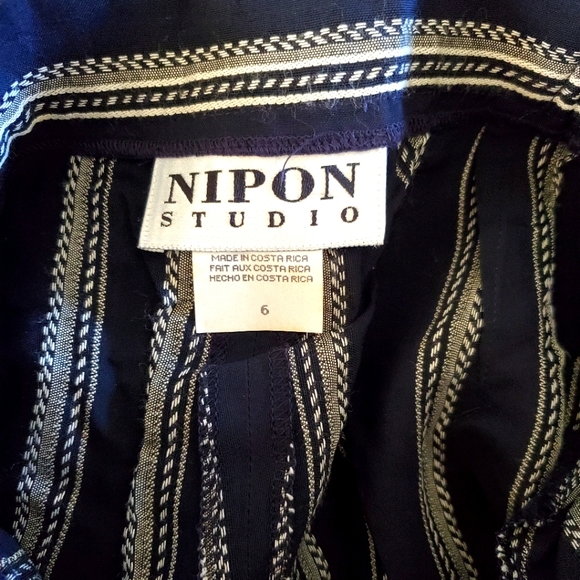 NIPON
STUDIO
MADE IN COSTA RICA
FAIT AUX COSTA RICA
HECHO EN COSTA RICA
6